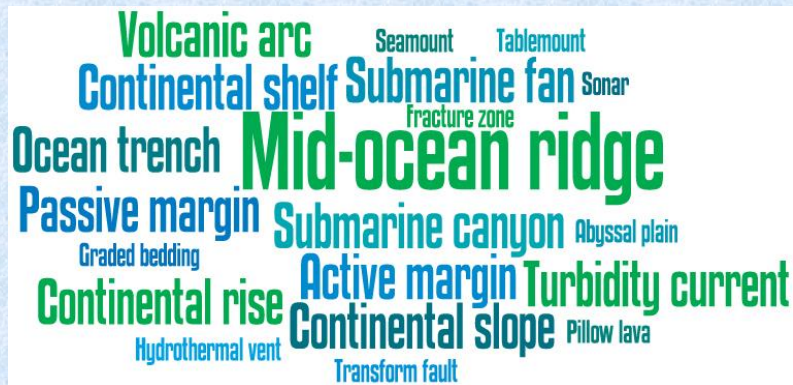 Volcanic arc
Seamount
Tablemount
Continental shelf
Submarine fan
Sonar
Fracture zone
Ocean trench
Mid-ocean ridge
Passive margin
Submarine canyon
Abyssal plain
Graded bedding
Active margin
Turbidity current
Continental rise
Continental slope
Pillow lava
Hydrothermal vent
Transform fault